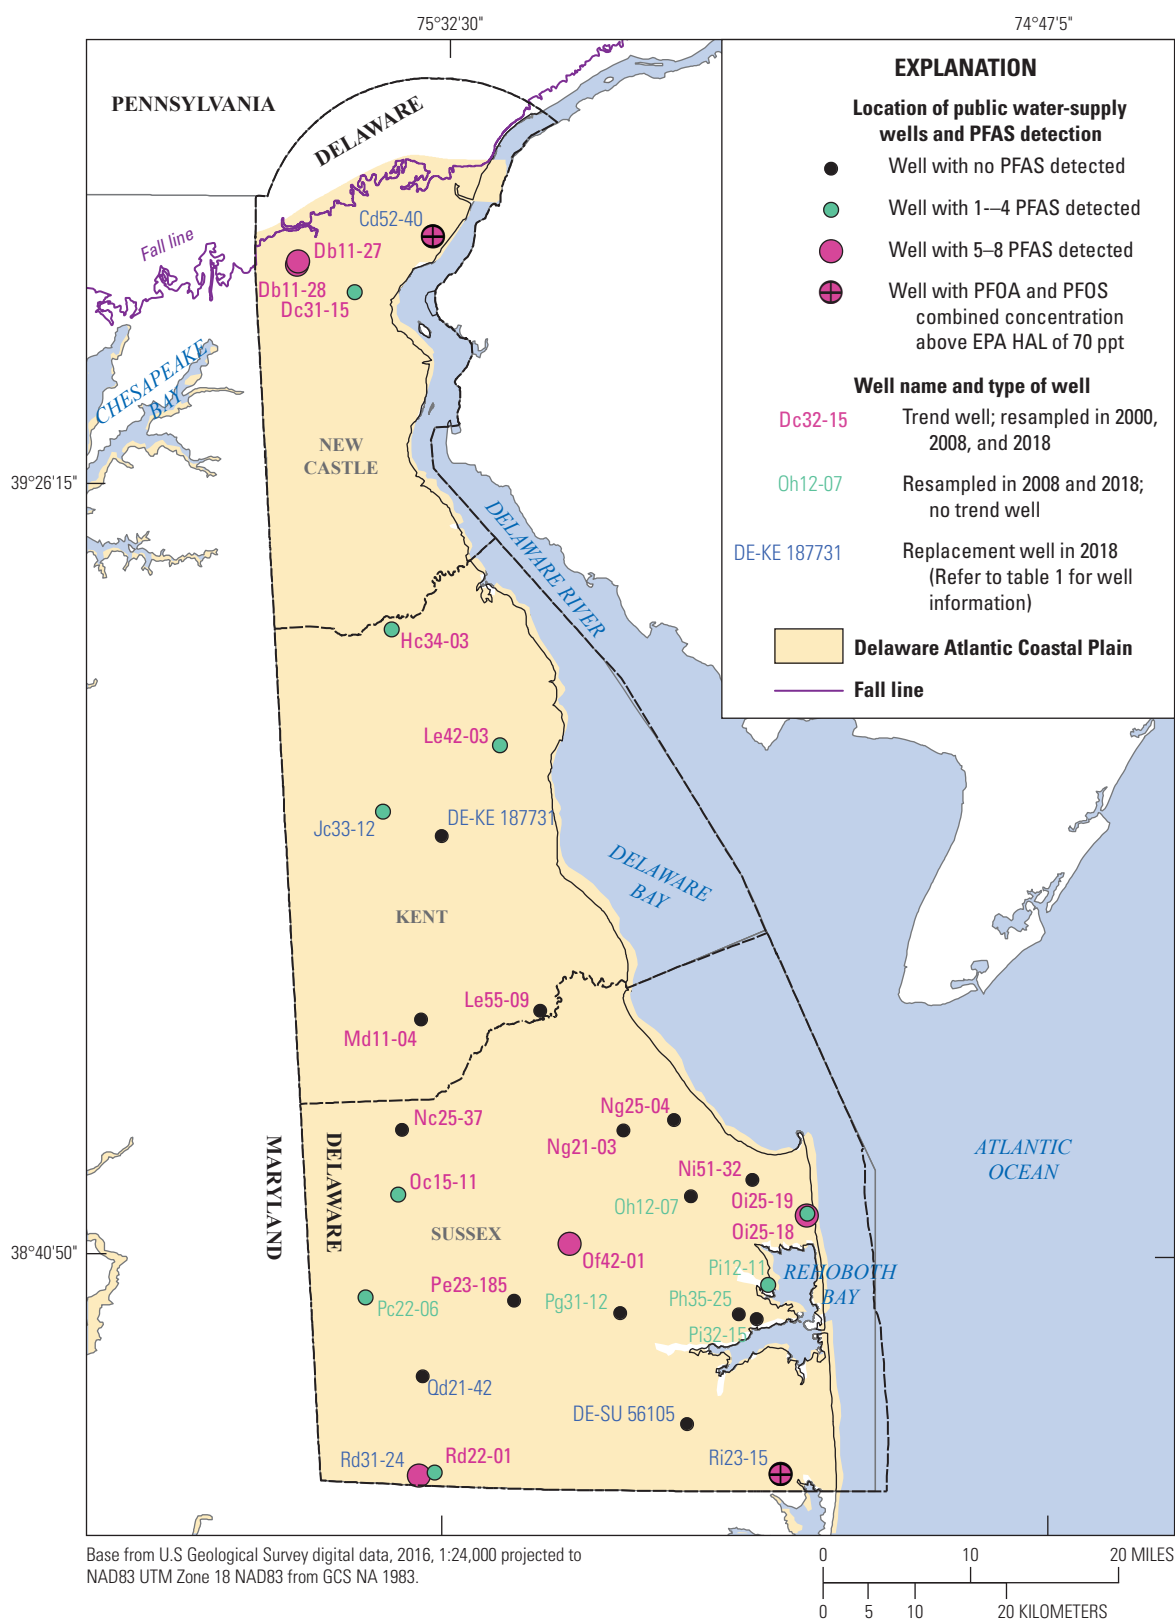 75°32'30"
74°47'5"
EXPLANATION
Location of public water-supply
wells and PFAS detection
Well with no PFAS detected
Well with 1-–4 PFAS detected
Well with 5–8 PFAS detected
Well with PFOA and PFOS
combined concentration
above EPA HAL of 70 ppt
Well name and type of well
Dc32-15
Trend well; resampled in 2000,
2008, and 2018
Oh12-07
Resampled in 2008 and 2018;
no trend well
DE-KE 187731
Replacement well in 2018
(Refer to table 1 for well
information)
Delaware Atlantic Coastal Plain
Fall line
PENNSYLVANIA
DELAWARE
Cd52-40
Fall line
Db11-27
Db11-28
Dc31-15
CHESAPEAKE
BAY
NEW
CASTLE
39°26'15"
DELAWARE RIVER
Hc34-03
Le42-03
Jc33-12
DE-KE 187731
DELAWARE
BAY
KENT
Le55-09
Md11-04
Nc25-37
Ng25-04
Ng21-03
MARYLAND
DELAWARE
ATLANTIC
OCEAN
Ni51-32
Oc15-11
Oh12-07
Oi25-19
Oi25-18
SUSSEX
38°40'50"
Of42-01
Pi12-11
REHOBOTH
BAY
Pe23-185
Pc22-06
Pg31-12
Ph35-25
Pi32-15
Qd21-42
DE-SU 56105
Rd31-24
Rd22-01
Ri23-15
Base from U.S Geological Survey digital data, 2016, 1:24,000 projected to
NAD83 UTM Zone 18 NAD83 from GCS NA 1983.
0 10 20 MILES
0 5 10 20 KILOMETERS